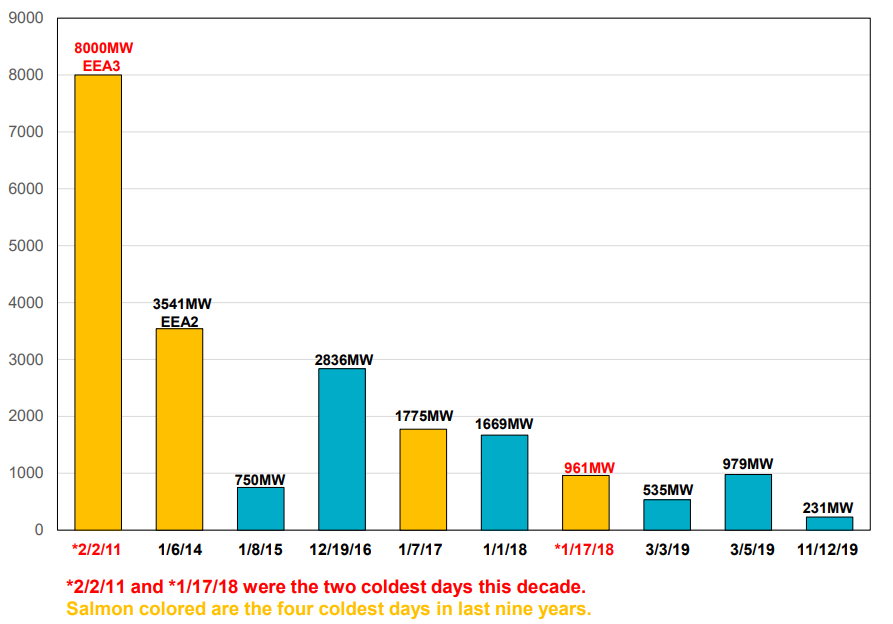 9000
8000
7000
6000
5000
4000
3000
2000
1000
0
8000MW
EEA3
3541MW
EEA2
750MW
2836MW
1775MW
1669MW
961MW
535MW
979MW
231MW
*2/2/11 1/6/14 1/8/15 12/19/16 1/7/17 1/1/18 *1/17/18 3/3/19 3/5/19 11/12/19
*2/2/11 and *1/17/18 were the two coldest days this decade.
Salmon colored are the four coldest days in last nine years.